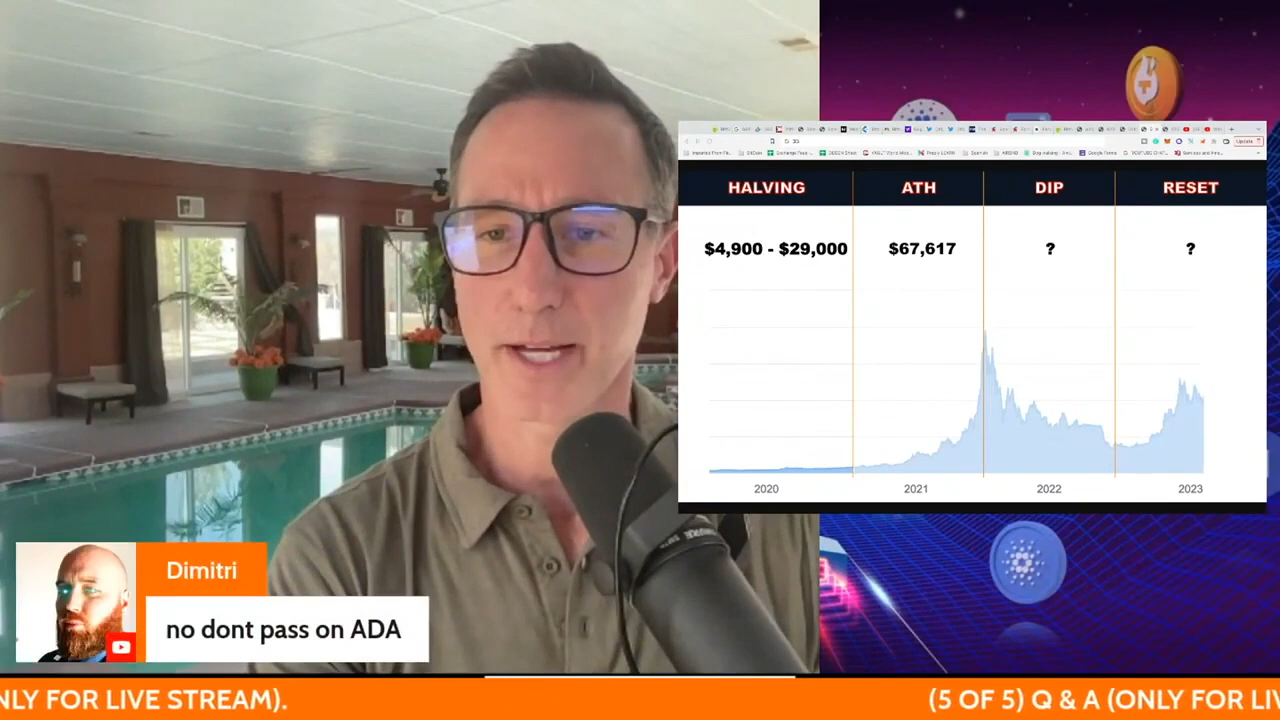 HALVING ATH DIP RESET
$4,900 - $29,000 $67,617 ? ?
2020 2021 2022 2023
Dimitri
no dont pass on ADA
NLY FOR LIVE STREAM). (5 OF 5) Q & A (ONLY FOR LIV